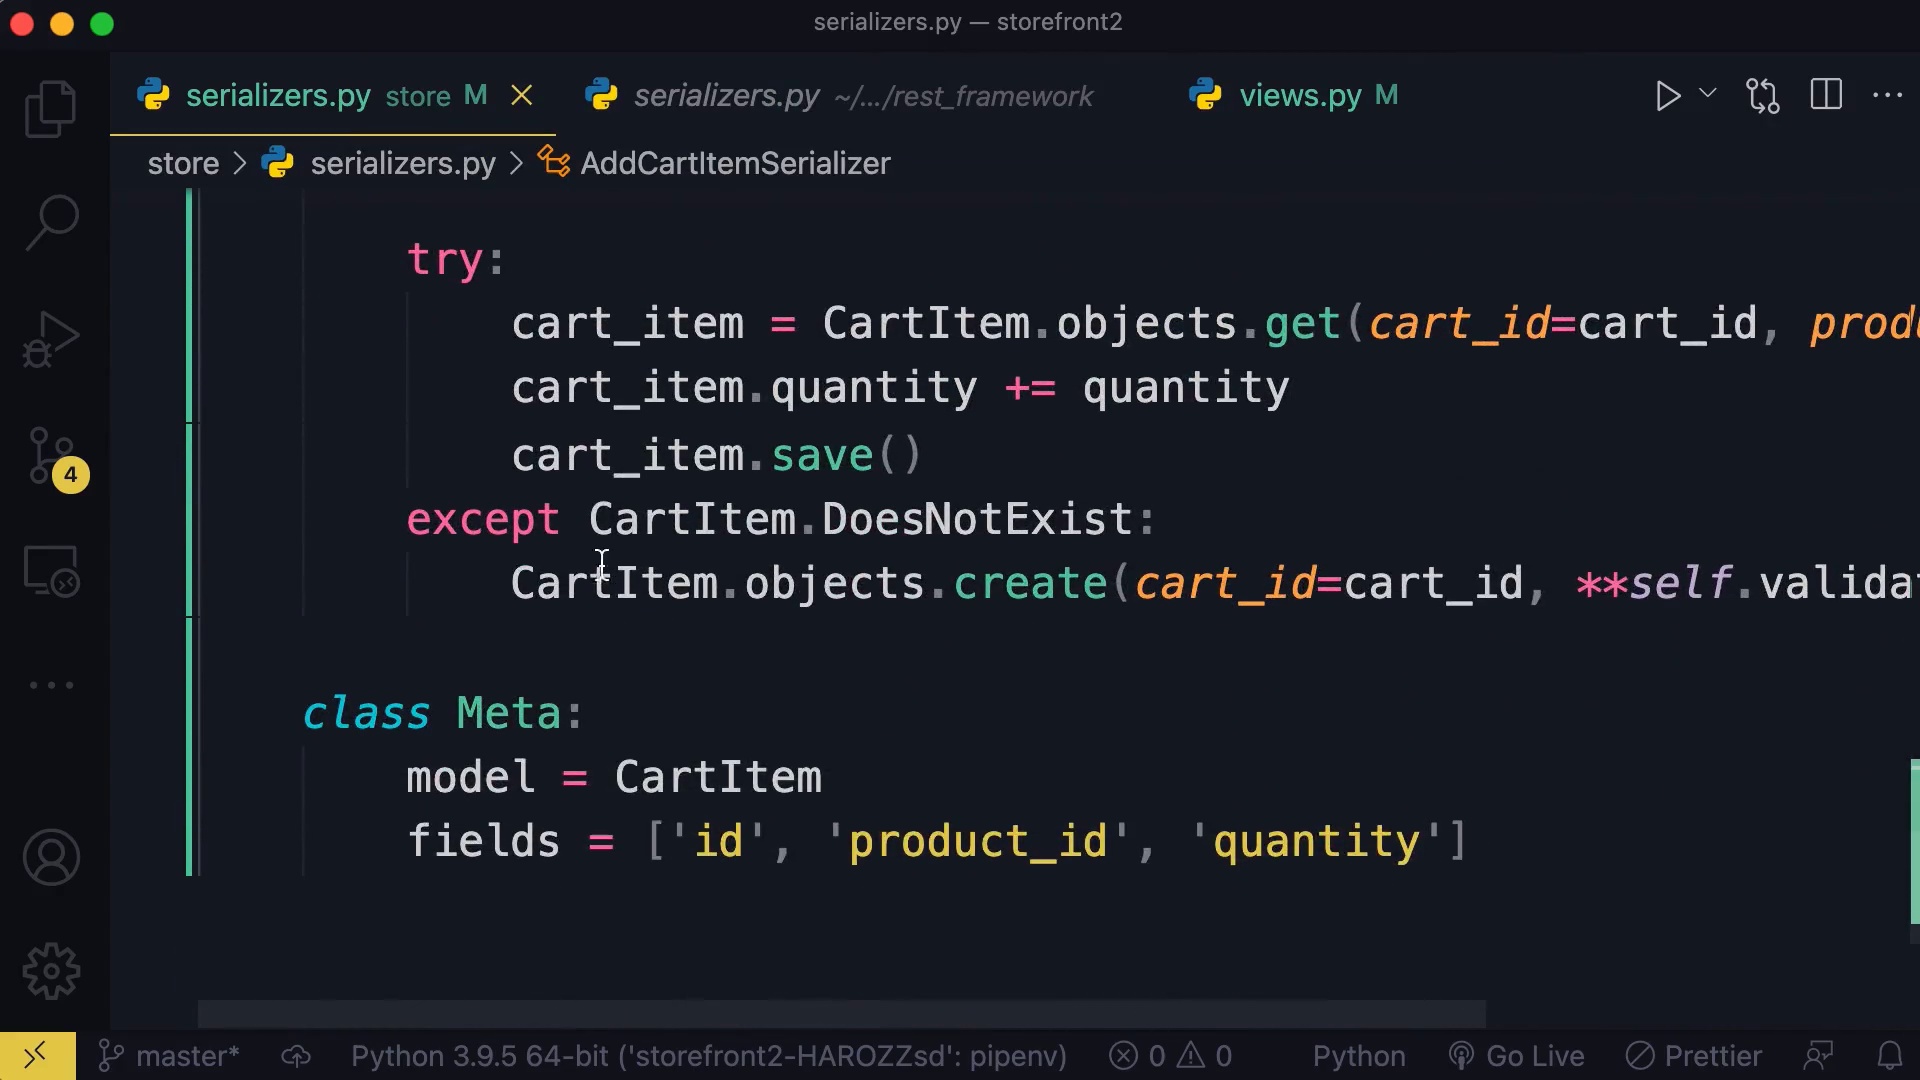 serializers.py — storefront2
serializers.py store M
serializers.py ~/.../rest_framework
views.py M
store > serializers.py > AddCartItemSerializer
try:
cart_item = CartItem.objects.get(cart_id=cart_id, produ
cart_item.quantity += quantity
cart_item.save()
except CartItem.DoesNotExist:
CartItem.objects.create(cart_id=cart_id, **self.validat
class Meta:
model = CartItem
fields = ['id', 'product_id', 'quantity']
4
master* Python 3.9.5 64-bit ('storefront2-HAROZZsd': pipenv) 0 0 Python Go Live Prettier